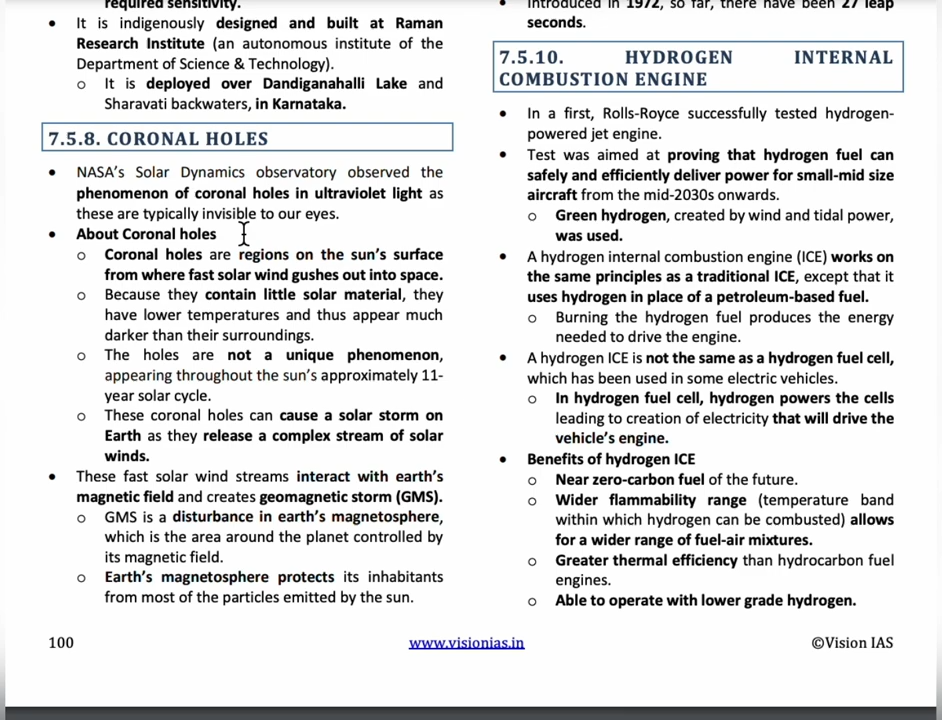 required sensitivity.
• It is indigenously designed and built at Raman
Research Institute (an autonomous institute of the
Department of Science & Technology).
o It is deployed over Dandiganahalli Lake and
Sharavati backwaters, in Karnataka.
7.5.8. CORONAL HOLES
• NASA's Solar Dynamics observatory observed the
phenomenon of coronal holes in ultraviolet light as
these are typically invisible to our eyes.
• About Coronal holes
o Coronal holes are regions on the sun's surface
from where fast solar wind gushes out into space.
o Because they contain little solar material, they
have lower temperatures and thus appear much
darker than their surroundings.
o The holes are not a unique phenomenon,
appearing throughout the sun's approximately 11-
year solar cycle.
o These coronal holes can cause a solar storm on
Earth as they release a complex stream of solar
winds.
• These fast solar wind streams interact with earth's
magnetic field and creates geomagnetic storm (GMS).
o GMS is a disturbance in earth's magnetosphere,
which is the area around the planet controlled by
its magnetic field.
o Earth's magnetosphere protects its inhabitants
from most of the particles emitted by the sun.
• Introduced in 1972, so far, there have been 27 leap
seconds.
7.5.10. HYDROGEN INTERNAL
COMBUSTION ENGINE
• In a first, Rolls-Royce successfully tested hydrogen-
powered jet engine.
• Test was aimed at proving that hydrogen fuel can
safely and efficiently deliver power for small-mid size
aircraft from the mid-2030s onwards.
o Green hydrogen, created by wind and tidal power,
was used.
• A hydrogen internal combustion engine (ICE) works on
the same principles as a traditional ICE, except that it
uses hydrogen in place of a petroleum-based fuel.
o Burning the hydrogen fuel produces the energy
needed to drive the engine.
• A hydrogen ICE is not the same as a hydrogen fuel cell,
which has been used in some electric vehicles.
o In hydrogen fuel cell, hydrogen powers the cells
leading to creation of electricity that will drive the
vehicle's engine.
• Benefits of hydrogen ICE
o Near zero-carbon fuel of the future.
o Wider flammability range (temperature band
within which hydrogen can be combusted) allows
for a wider range of fuel-air mixtures.
o Greater thermal efficiency than hydrocarbon fuel
engines.
o Able to operate with lower grade hydrogen.
100
www.visionias.in
©Vision IAS